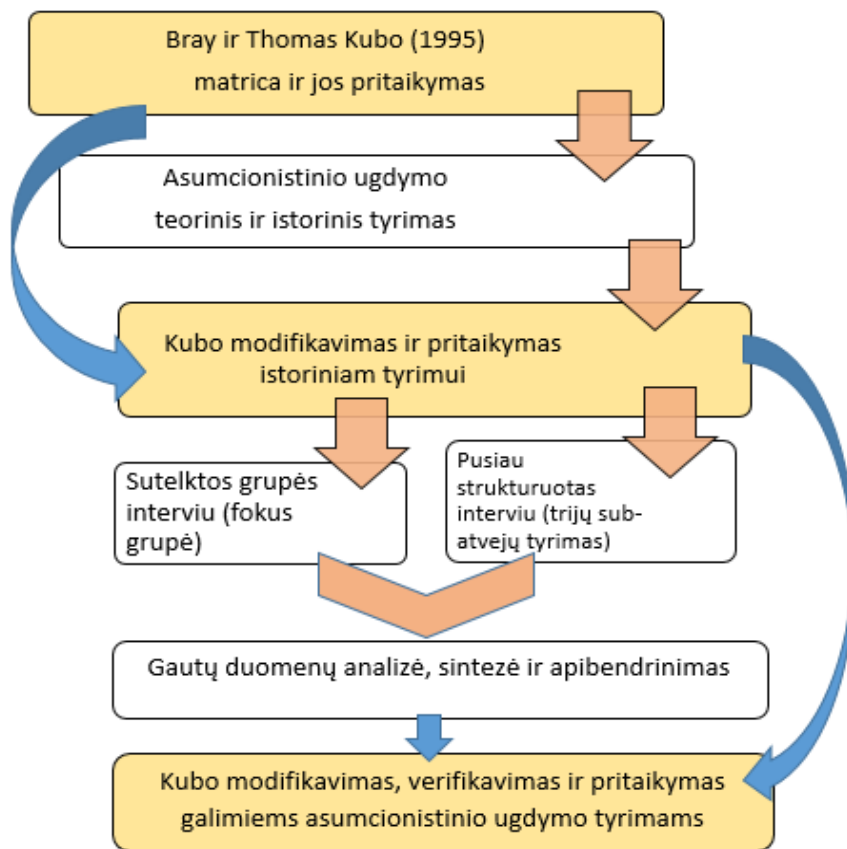 Bray ir Thomas Kubo (1995)
matrica ir jos pritaikymas
Asumcionistinio ugdymo
teorinis ir istorinis tyrimas
Kubo modifikavimas ir pritaikymas
istoriniam tyrimui
Sutelktos grupės
interviu (fokus
grupė)
Pusiau
struktūruotas
interviu (trijų sub-
atvejų tyrimas)
Gautų duomenų analizė, sintezė ir apibendrinimas
Kubo modifikavimas, verifikavimas ir pritaikymas
galimiems asumcionistinio ugdymo tyrimams